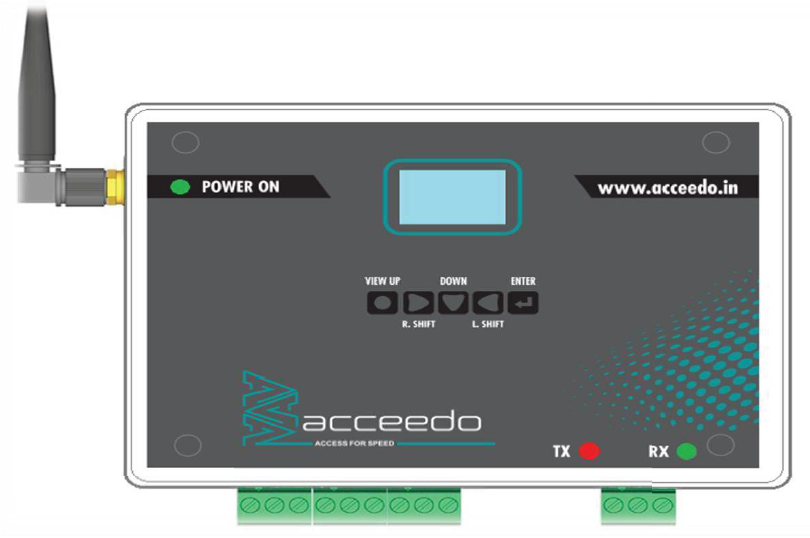 POWER ON
www.acceedo.in
VIEW UP DOWN ENTER
R. SHIFT L. SHIFT
acceedo
ACCESS FOR SPEED
TX RX